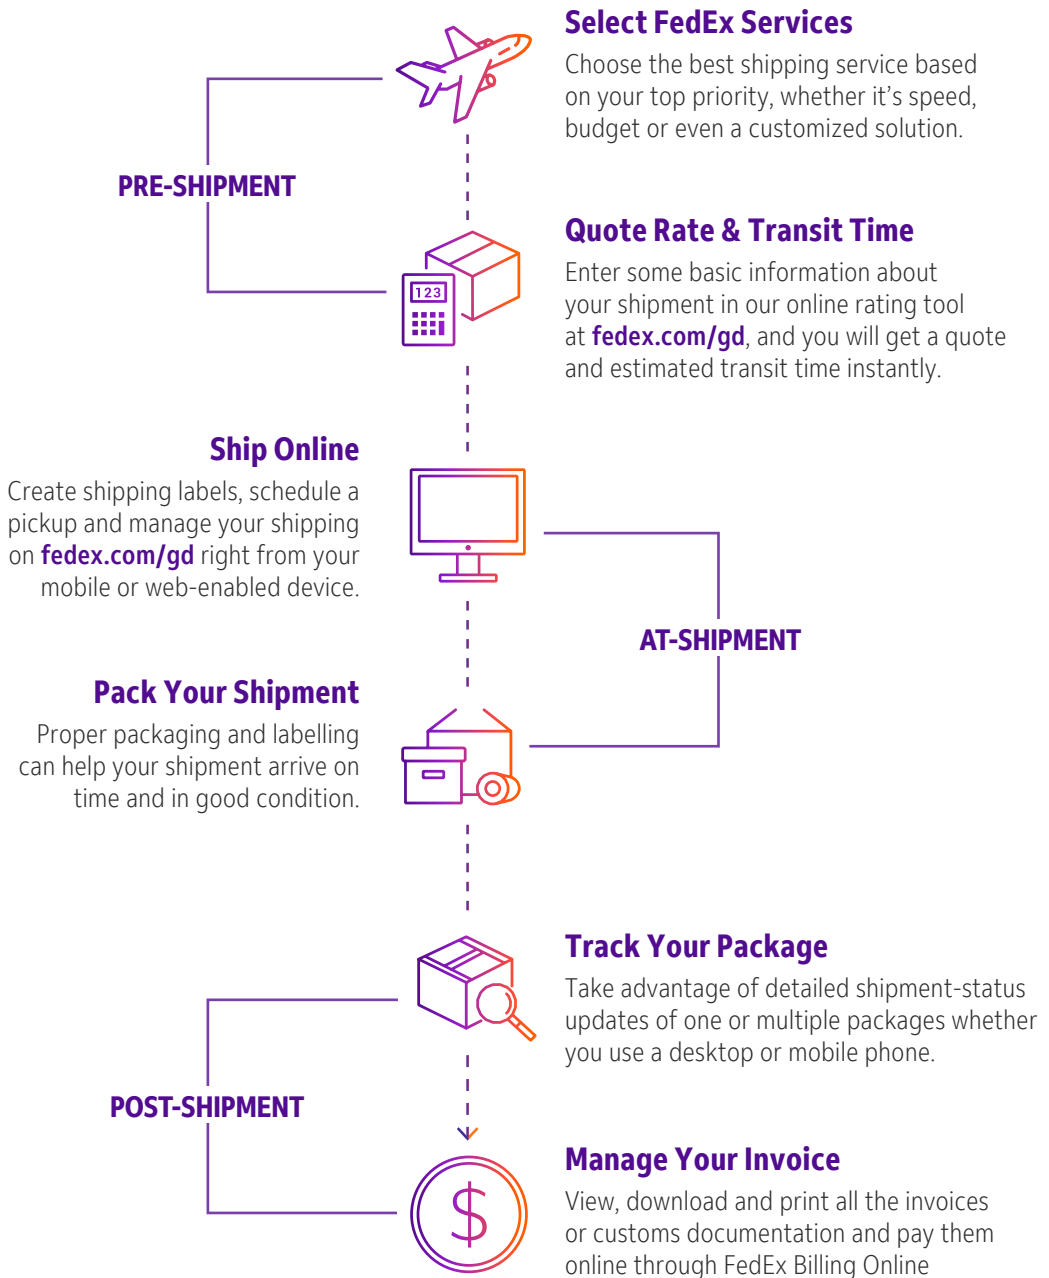 Select FedEx Services
Choose the best shipping service based
on your top priority, whether it’s speed,
budget or even a customized solution.
PRE-SHIPMENT
Quote Rate & Transit Time
Enter some basic information about
your shipment in our online rating tool
at fedex.com/gd, and you will get a quote
and estimated transit time instantly.
123
Ship Online
Create shipping labels, schedule a
pickup and manage your shipping
on fedex.com/gd right from your
mobile or web-enabled device.
AT-SHIPMENT
Pack Your Shipment
Proper packaging and labelling
can help your shipment arrive on
time and in good condition.
Track Your Package
Take advantage of detailed shipment-status
updates of one or multiple packages whether
you use a desktop or mobile phone.
POST-SHIPMENT
Manage Your Invoice
View, download and print all the invoices
or customs documentation and pay them
online through FedEx Billing Online
$